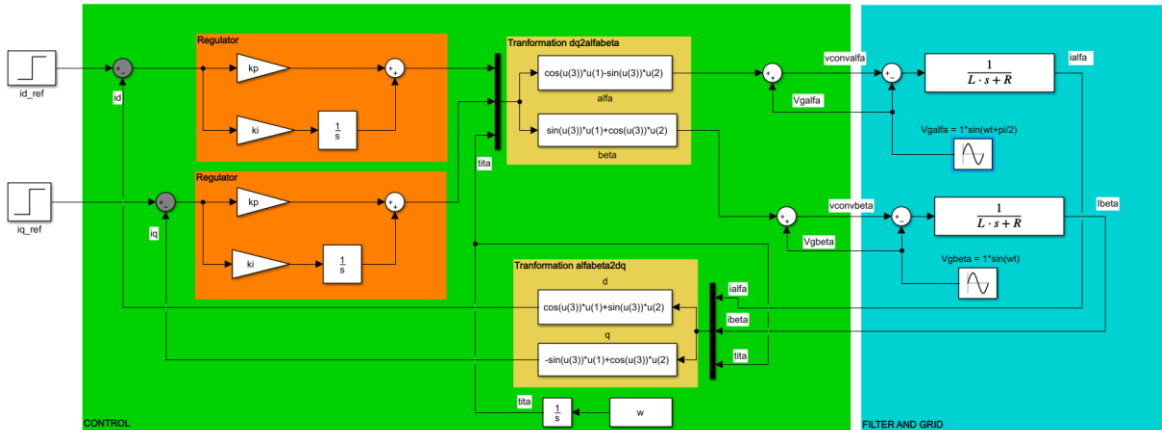 Regulator
kp
ki
1
s
id_ref
id
Tranformation dq2alfabeta
cos(u(3))*u(1)-sin(u(3))*u(2)
alfa
sin(u(3))*u(1)+cos(u(3))*u(2)
beta
tita
vconvalfa
Vgalfa
1
L · s + R
ialfa
Vgalfa = 1*sin(wt+pi/2)
Regulator
kp
ki
1
s
iq_ref
iq
vconvbeta
Vgbeta
1
L · s + R
Ibeta
Vgbeta = 1*sin(wt)
Tranformation alfabeta2dq
d
cos(u(3))*u(1)+sin(u(3))*u(2)
q
-sin(u(3))*u(1)+cos(u(3))*u(2)
ialfa
ibeta
tita
tita
1
s
w
CONTROL
FILTER AND GRID